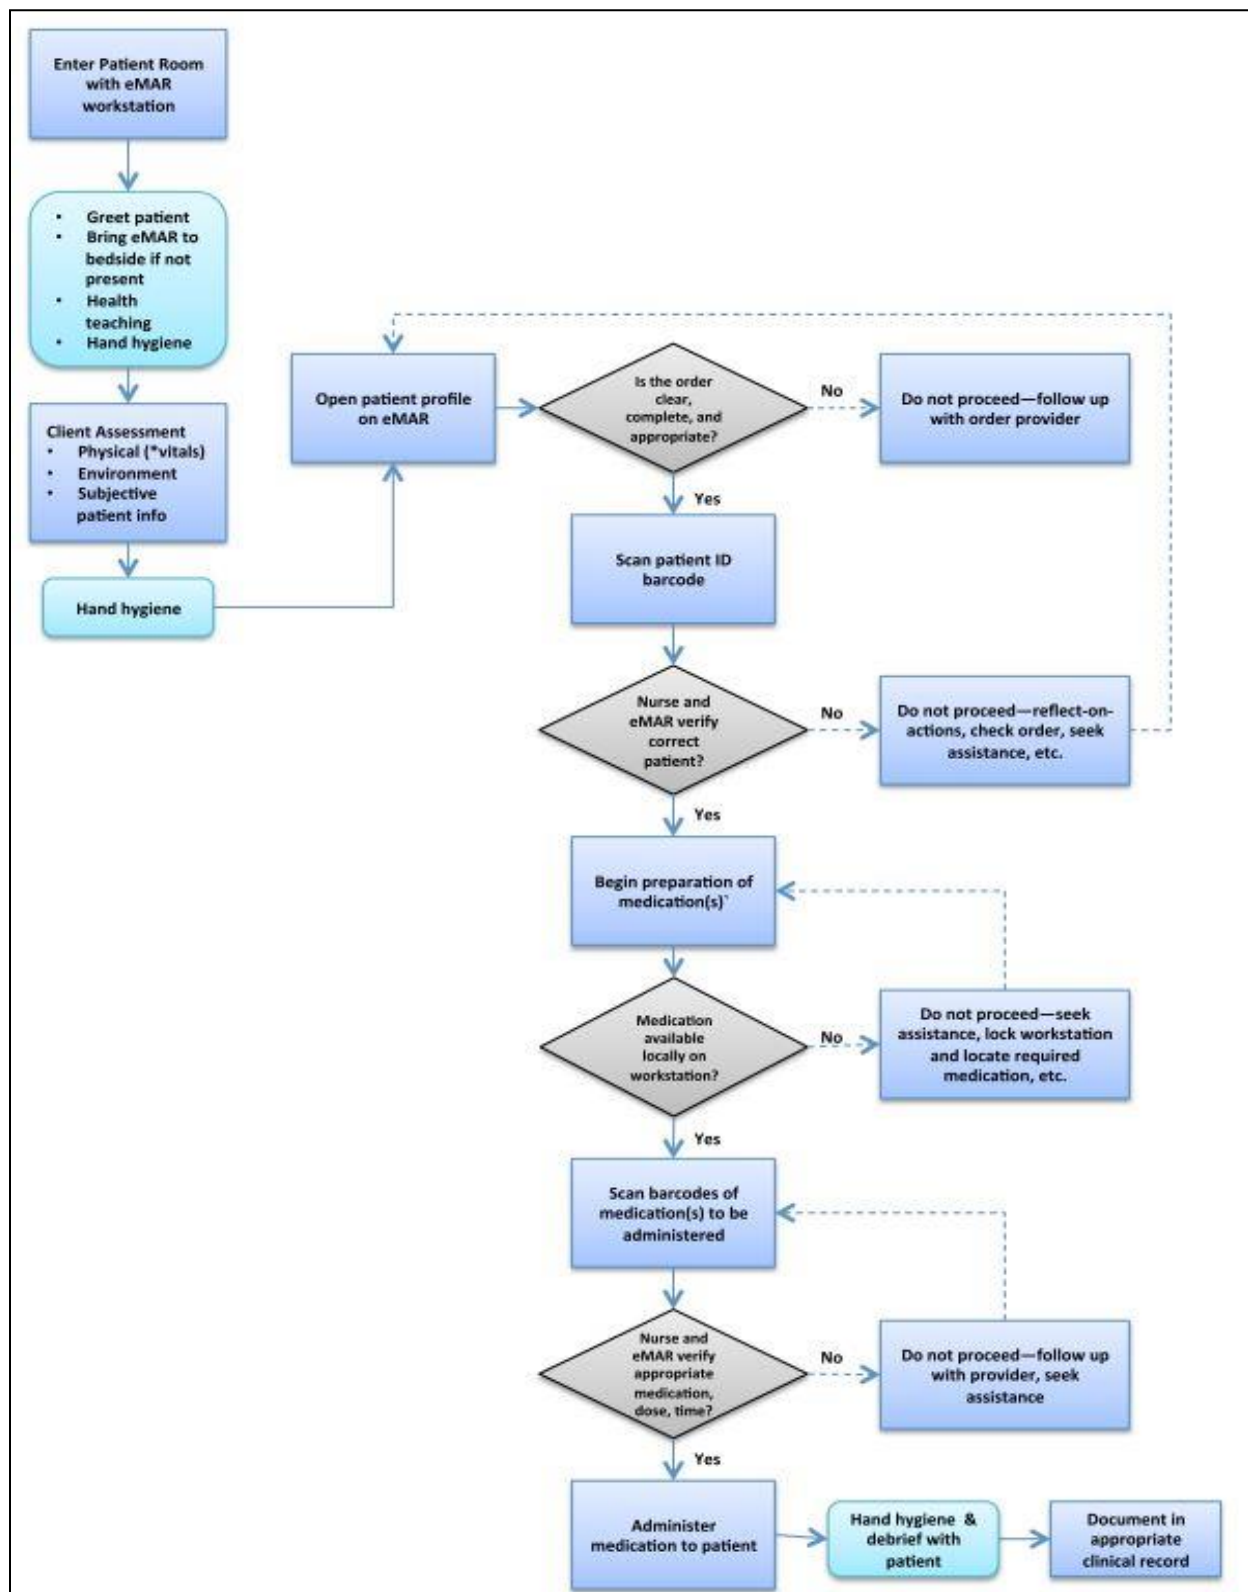 Enter Patient Room
with eMAR
workstation
• Greet patient
• Bring eMAR to
bedside if not
present
• Health
teaching
• Hand hygiene
Client Assessment
• Physical (*vitals)
• Environment
• Subjective
patient info
Hand hygiene
Open patient profile
on eMAR
Is the order
clear,
complete, and
appropriate?
No
Do not proceed—follow up
with order provider
Yes
Scan patient ID
barcode
Nurse and
eMAR verify
correct
patient?
No
Do not proceed—reflect-on-
actions, check order, seek
assistance, etc.
Yes
Begin preparation of
medication(s)`
Medication
available
locally on
workstation?
No
Do not proceed—seek
assistance, lock workstation
and locate required
medication, etc.
Yes
Scan barcodes of
medication(s) to be
administered
Nurse and
eMAR verify
appropriate
medication,
dose, time?
No
Do not proceed—follow up
with provider, seek
assistance
Yes
Administer
medication to patient
Hand hygiene &
debrief with
patient
Document in
appropriate
clinical record